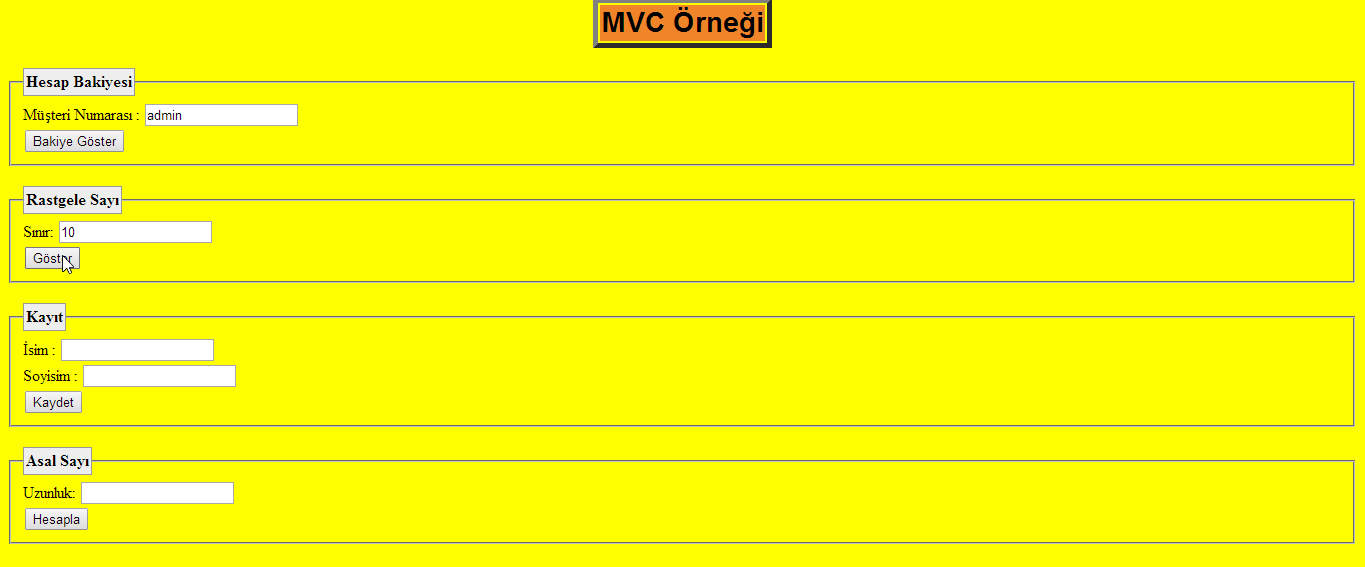 MVC Örneği
Hesap Bakiyesi
Müşteri Numarası : admin
Bakiye Göster
Rastgele Sayı
Sınır: 10
Göster
Kayıt
İsim :
Soyisim :
Kaydet
Asal Sayı
Uzunluk:
Hesapla